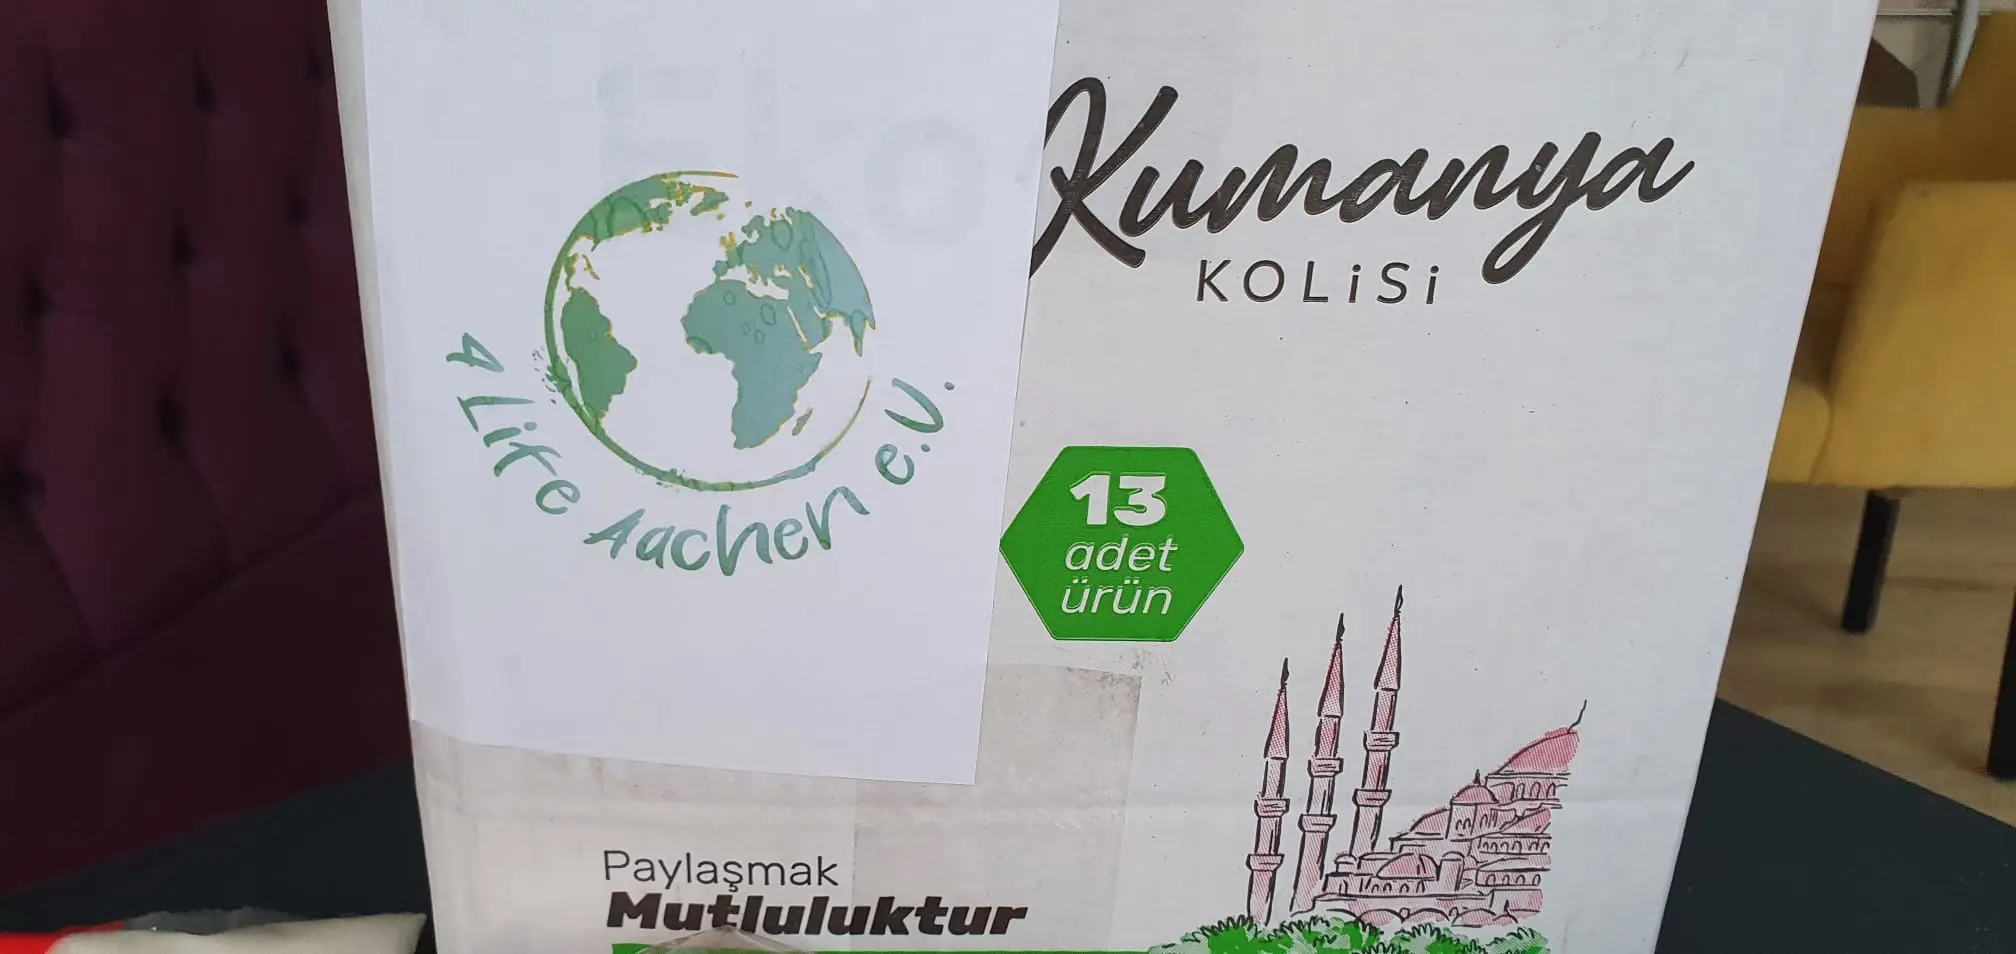 4 Life Aachen e.V.
Kumanya
KOLiSi
13
adet
ürün
Paylaşmak
Mutluluktur